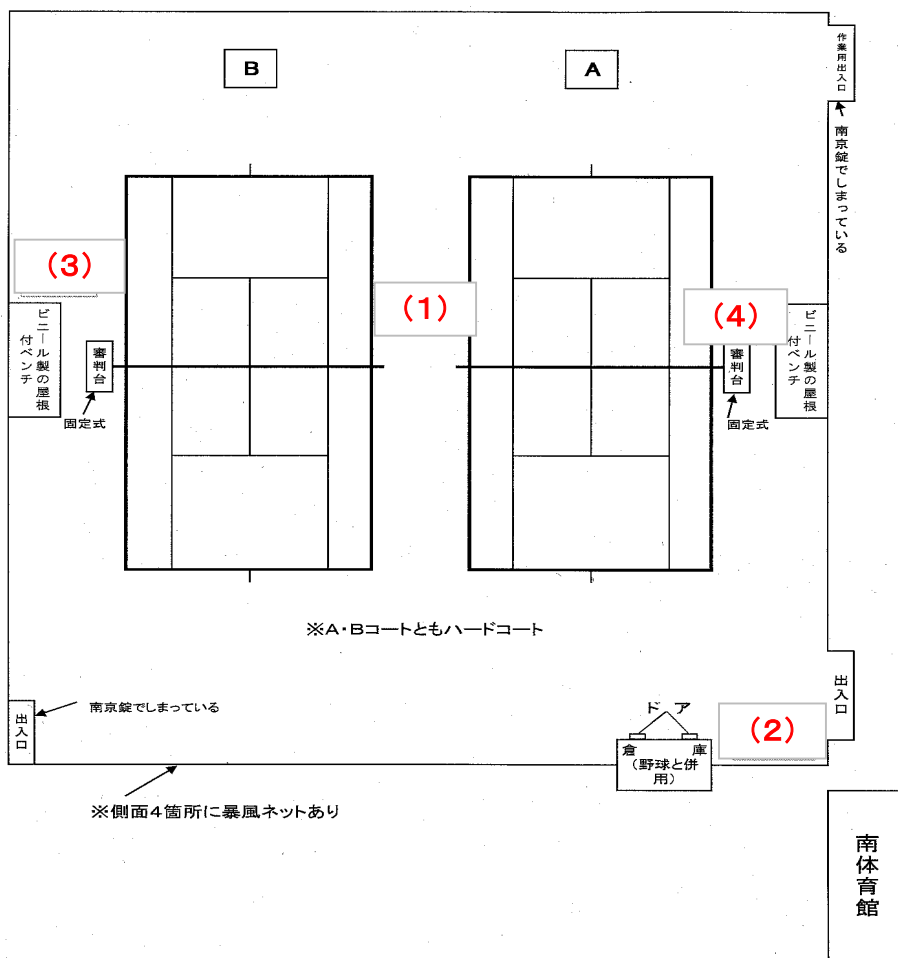 B
A
作業用出入口
南京錠でしまっている
(3)
(1)
(4)
ビニール製の屋根
付ベンチ
審判台
固定式
審判台
固定式
ビニール製の屋根
付ベンチ
※A・Bコートともハードコート
出入口
南京錠でしまっている
出入口
ドア
倉庫
(野球と併
用)
(2)
※側面4箇所に暴風ネットあり
南体育館